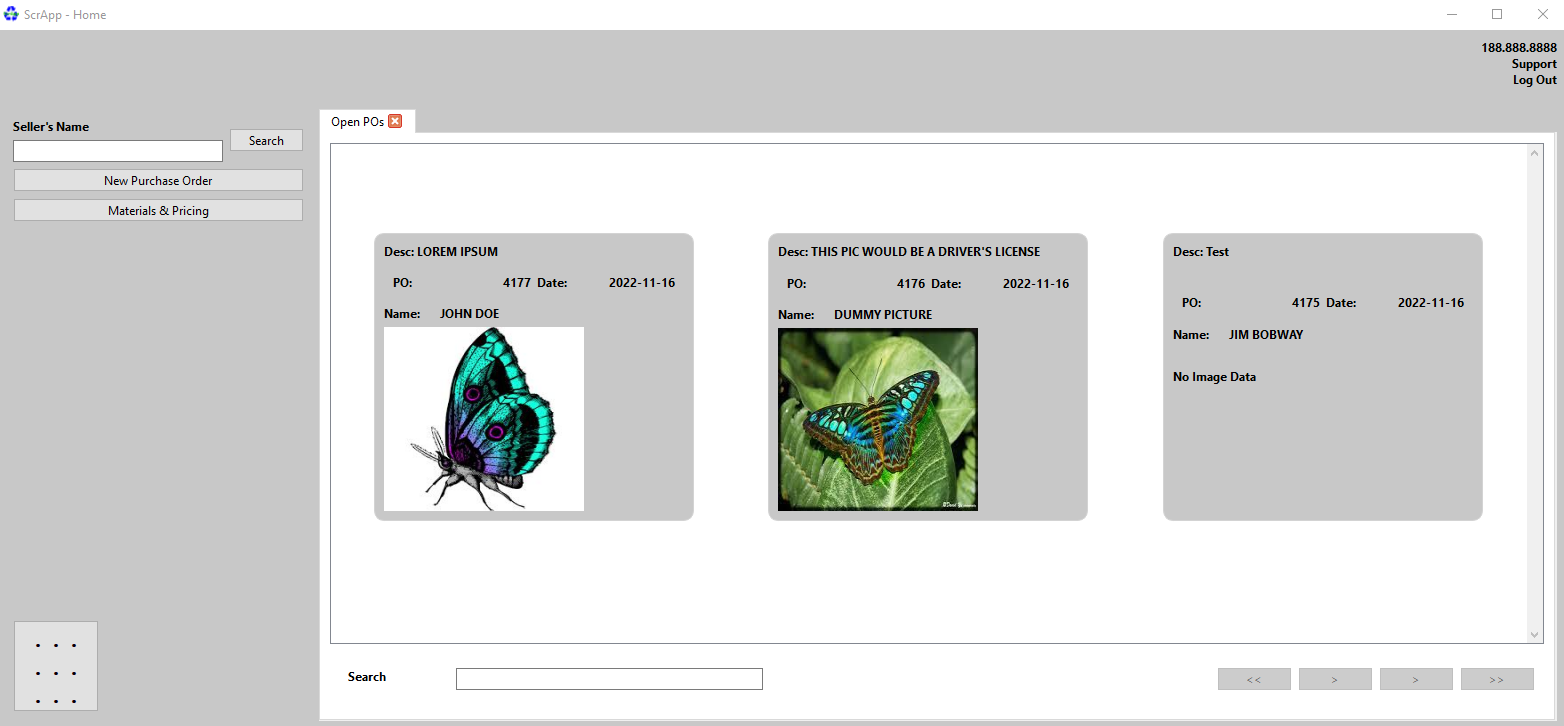 ScrApp - Home
188.888.8888
Support
Log Out
Seller's Name
Search
New Purchase Order
Materials & Pricing
Open POs
Desc: LOREM IPSUM
PO: 4177 Date: 2022-11-16
Name: JOHN DOE
Desc: THIS PIC WOULD BE A DRIVER'S LICENSE
PO: 4176 Date: 2022-11-16
Name: DUMMY PICTURE
Desc: Test
PO: 4175 Date: 2022-11-16
Name: JIM BOBWAY
No Image Data
Search
<< > > >>